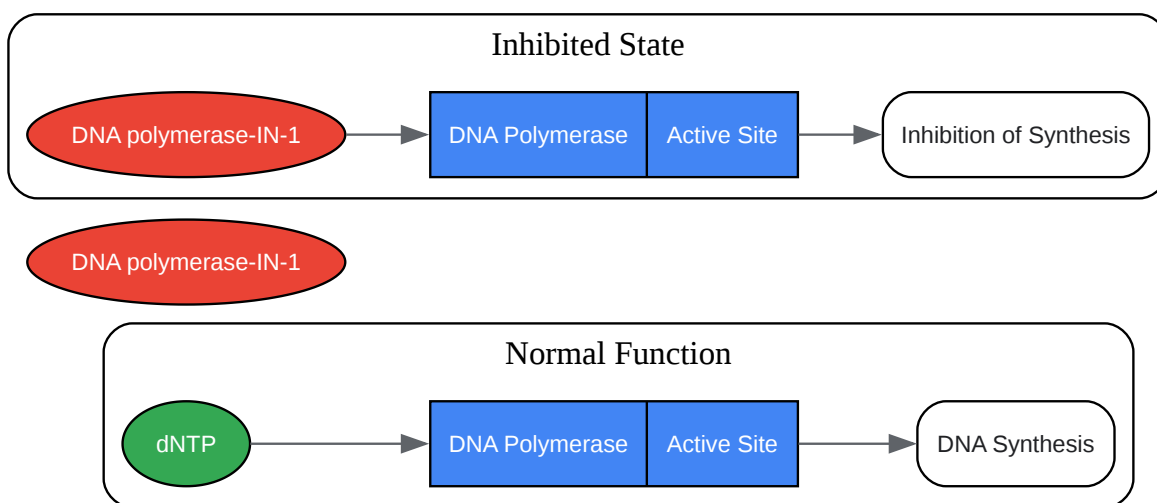 Inhibited State
DNA polymerase-IN-1
DNA Polymerase
Active Site
Inhibition of Synthesis
DNA polymerase-IN-1
Normal Function
dNTP
DNA Polymerase
Active Site
DNA Synthesis